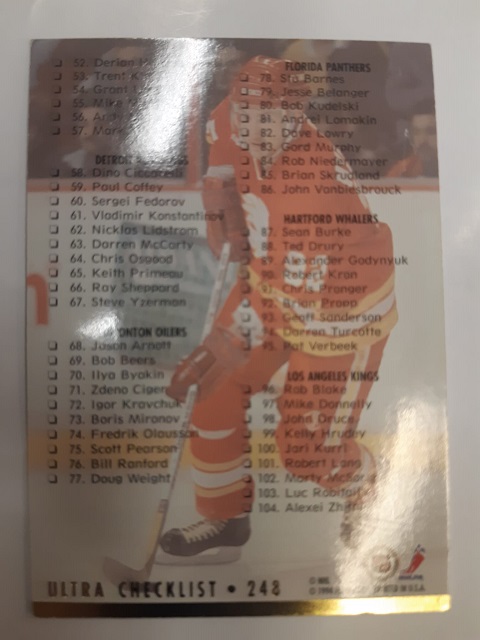 52. Derian
53. Trent
54. Grant
55. Mike
56. Andy
57. Mark
DETROIT
58. Dino Ciccarelli
59. Paul Coffey
60. Sergei Fedorov
61. Vladimir Konstantinov
62. Nicklas Lidstrom
63. Darren McCarty
64. Chris Osgood
65. Keith Primeau
66. Ray Sheppard
67. Steve Yzerman
EDMONTON OILERS
68. Jason Arnott
69. Bob Beers
70. Ilya Byakin
71. Zdeno Ciger
72. Igor Kravchuk
73. Boris Mironov
74. Fredrik Olausson
75. Scott Pearson
76. Bill Ranford
77. Doug Weight
FLORIDA PANTHERS
78. Stu Barnes
79. Jesse Belanger
80. Bob Kudelski
81. Andrei Lomakin
82. Dave Lowry
83. Gord Murphy
84. Rob Niedermayer
85. Brian Skrudland
86. John Vanbiesbrouck
HARTFORD WHALERS
87. Sean Burke
88. Ted Drury
89. Alexander Godynyuk
90. Robert Kron
91. Chris Pronger
92. Brian Propp
93. Geoff Sanderson
94. Darren Turcotte
95. Pat Verbeek
LOS ANGELES KINGS
96. Rob Blake
97. Mike Donnelly
98. John Druce
99. Kelly Hrudey
100. Jari Kurri
101. Robert Lang
102. Marty McSorley
103. Luc Robitaille
104. Alexei Zhitnik
ULTRA CHECKLIST • 248
© NHL
© 1994 PRINTED IN U.S.A.